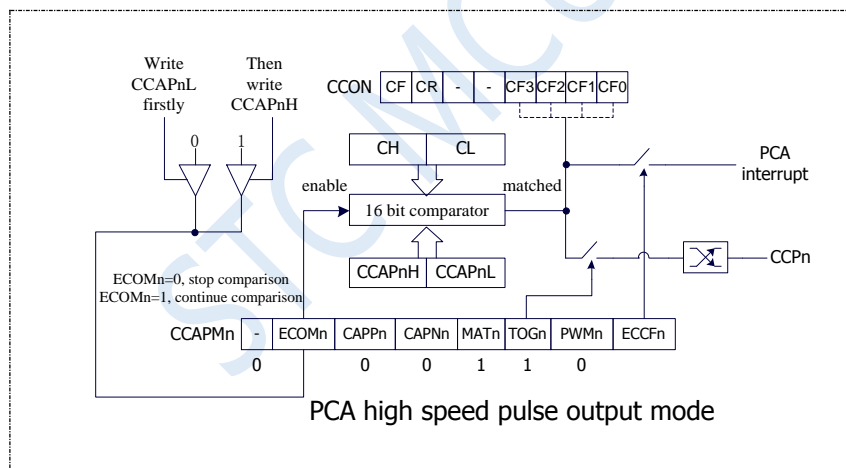 Write
CCAPnL
firstly
Then
write
CCAPnH
0 1
CCON CF CR - - CF3 CF2 CF1 CF0
CH CL
enable
matched
16 bit comparator
PCA
interrupt
CCPn
CCAPnH CCAPnL
ECOMn=0, stop comparison
ECOMn=1, continue comparison
CCAPMn - ECOMn CAPPn CAPNn MATn TOGn PWMn ECCFn
0 0 0 1 1 0
PCA high speed pulse output mode
STC MCU